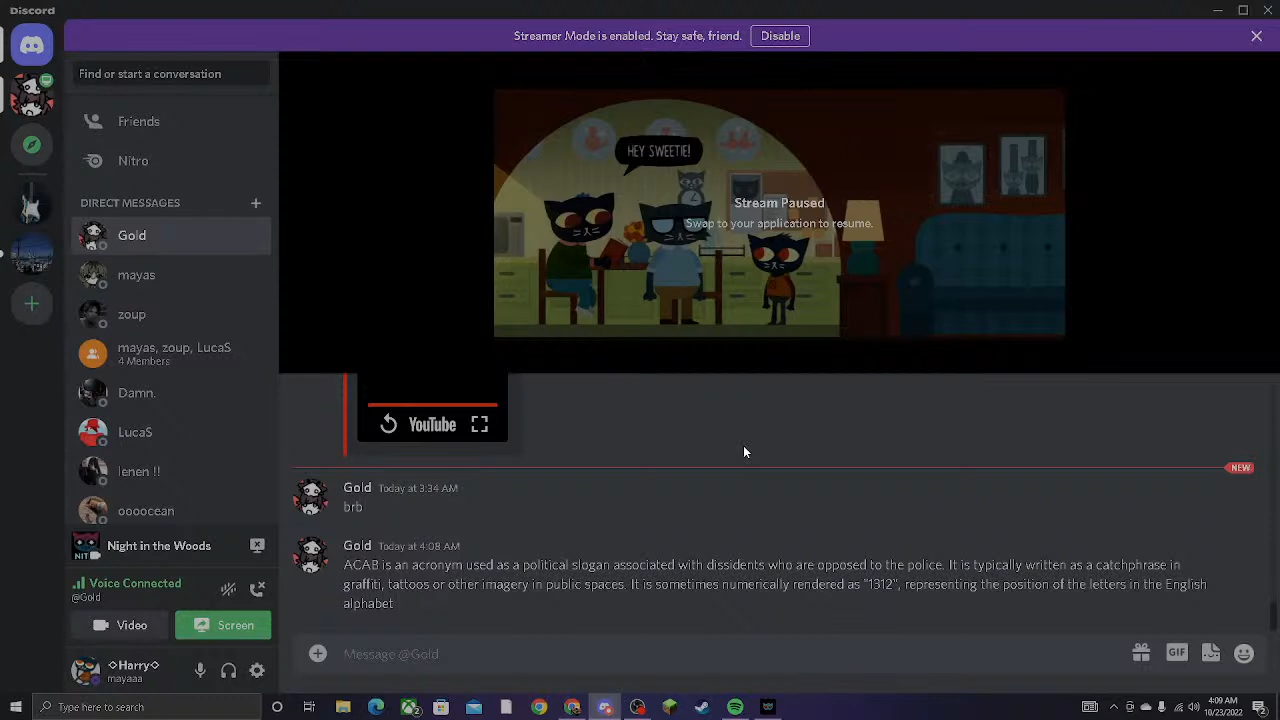 Discord
Streamer Mode is enabled. Stay safe, friend.
Disable
Find or start a conversation
Friends
Nitro
DIRECT MESSAGES
Gold
mayas
zoup
mayas, zoup, LucaS
4 Members
Damn.
LucaS
lenen !!
ooocean
NIT
Night in the Woods
Voice Connected
@Gold
Video
Screen
◇Harry◇
mayaaa
HEY SWEETIE!
Stream Paused
Swap to your application to resume.
YouTube
NEW
Gold Today at 3:34 AM
brb
Gold Today at 4:08 AM
ACAB is an acronym used as a political slogan associated with dissidents who are opposed to the police. It is typically written as a catchphrase in
graffiti, tattoos or other imagery in public spaces. It is sometimes numerically rendered as "1312", representing the position of the letters in the English
alphabet
Message @Gold
GIF
Type here to search
4:09 AM
10/23/2022